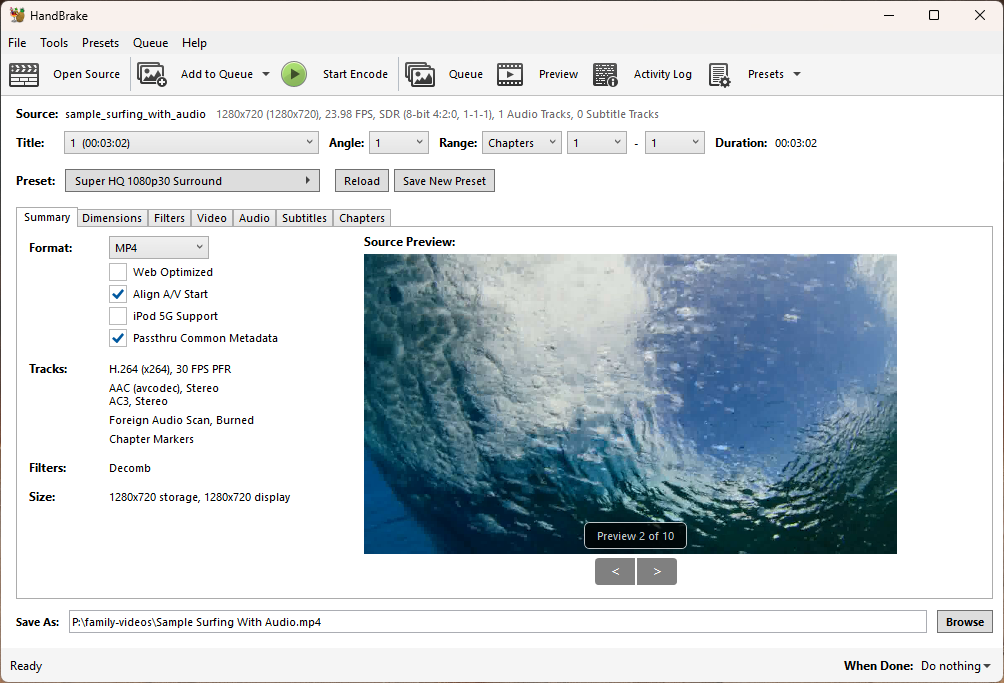 HandBrake
File Tools Presets Queue Help
Open Source Add to Queue Start Encode Queue Preview Activity Log Presets
Source: sample_surfing_with_audio 1280x720 (1280x720), 23.98 FPS, SDR (8-bit 4:2:0, 1-1-1), 1 Audio Tracks, 0 Subtitle Tracks
Title: 1 (00:03:02) Angle: 1 Range: Chapters 1 - 1 Duration: 00:03:02
Preset: Super HQ 1080p30 Surround Reload Save New Preset
Summary Dimensions Filters Video Audio Subtitles Chapters
Format: MP4
Web Optimized
Align A/V Start
iPod 5G Support
Passthru Common Metadata
Tracks: H.264 (x264), 30 FPS PFR
AAC (avcodec), Stereo
AC3, Stereo
Foreign Audio Scan, Burned
Chapter Markers
Filters: Decomb
Size: 1280x720 storage, 1280x720 display
Source Preview:
Preview 2 of 10
< >
Save As: P:\family-videos\Sample Surfing With Audio.mp4 Browse
Ready When Done: Do nothing